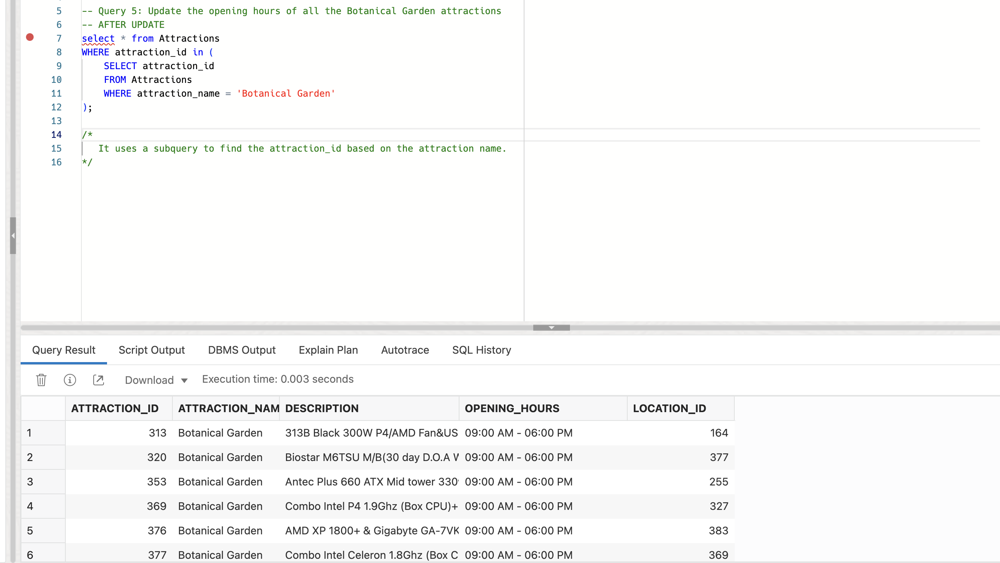 5 -- Query 5: Update the opening hours of all the Botanical Garden attractions
6 -- AFTER UPDATE
7 select * from Attractions
8 WHERE attraction_id in (
9 SELECT attraction_id
10 FROM Attractions
11 WHERE attraction_name = 'Botanical Garden'
12 );
13
14 /*
15 It uses a subquery to find the attraction_id based on the attraction name.
16 */
Query Result Script Output DBMS Output Explain Plan Autotrace SQL History
Download Execution time: 0.003 seconds
ATTRACTION_ID ATTRACTION_NAM DESCRIPTION OPENING_HOURS LOCATION_ID
1 313 Botanical Garden 313B Black 300W P4/AMD Fan&US 09:00 AM - 06:00 PM 164
2 320 Botanical Garden Biostar M6TSU M/B(30 day D.O.A 09:00 AM - 06:00 PM 377
3 353 Botanical Garden Antec Plus 660 ATX Mid tower 330 09:00 AM - 06:00 PM 255
4 369 Botanical Garden Combo Intel P4 1.9Ghz (Box CPU)+ 09:00 AM - 06:00 PM 327
5 376 Botanical Garden AMD XP 1800+ & Gigabyte GA-7VK 09:00 AM - 06:00 PM 383
6 377 Botanical Garden Combo Intel Celeron 1.8Ghz (Box C 09:00 AM - 06:00 PM 369